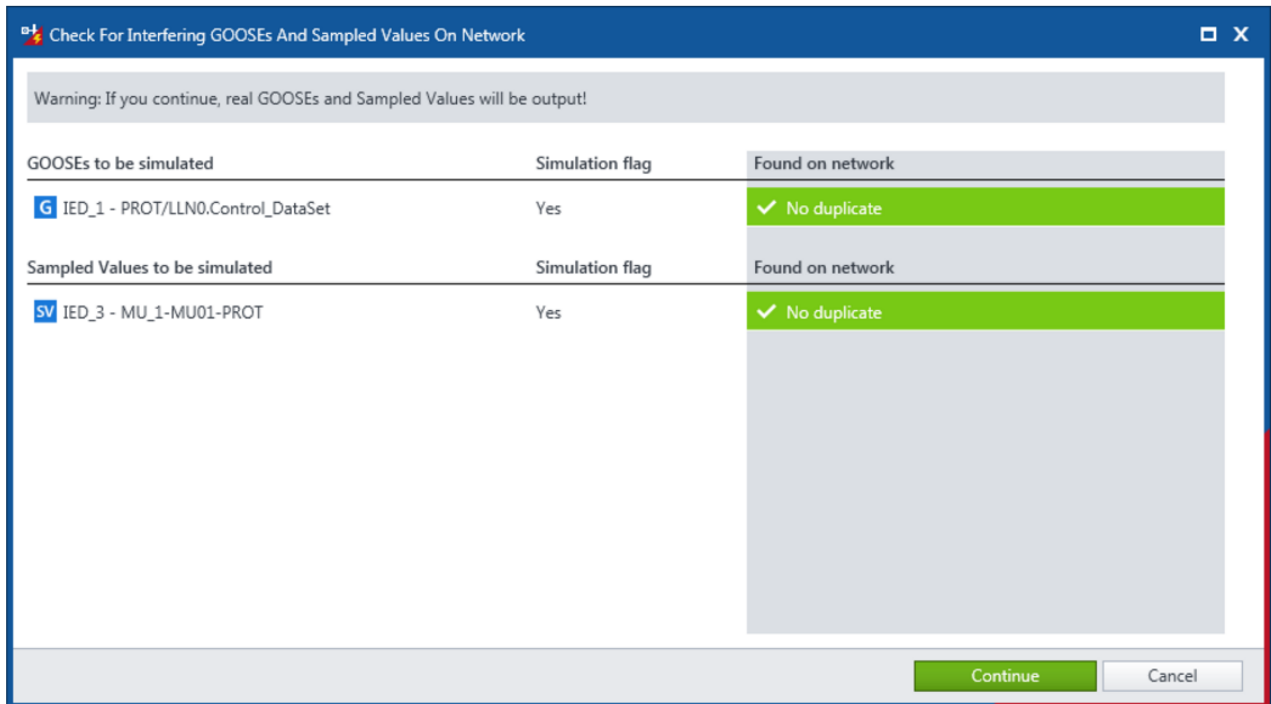 Check For Interfering GOOSEs And Sampled Values On Network
Warning: If you continue, real GOOSEs and Sampled Values will be output!
GOOSEs to be simulated Simulation flag Found on network
G IED_1 - PROT/LLN0.Control_DataSet Yes No duplicate
Sampled Values to be simulated Simulation flag Found on network
SV IED_3 - MU_1-MU01-PROT Yes No duplicate
Continue Cancel